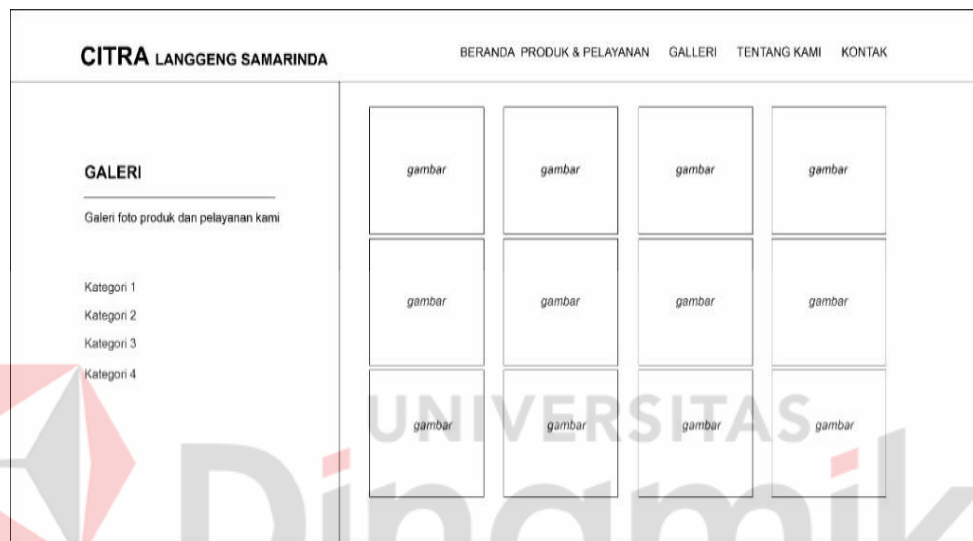 CITRA LANGGENG SAMARINDA
BERANDA PRODUK & PELAYANAN GALLERI TENTANG KAMI KONTAK
GALERI
Galeri foto produk dan pelayanan kami
Kategori 1
Kategori 2
Kategori 3
Kategori 4
gambar gambar gambar gambar
gambar gambar gambar gambar
gambar gambar gambar gambar
UNIVERSITAS
Dinamik